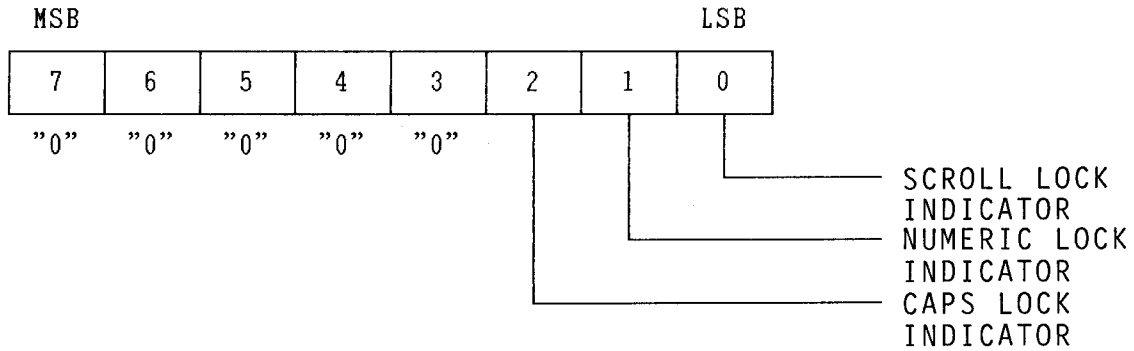 MSB LSB
7 6 5 4 3 2 1 0
"0" "0" "0" "0" "0"
SCROLL LOCK
INDICATOR
NUMERIC LOCK
INDICATOR
CAPS LOCK
INDICATOR